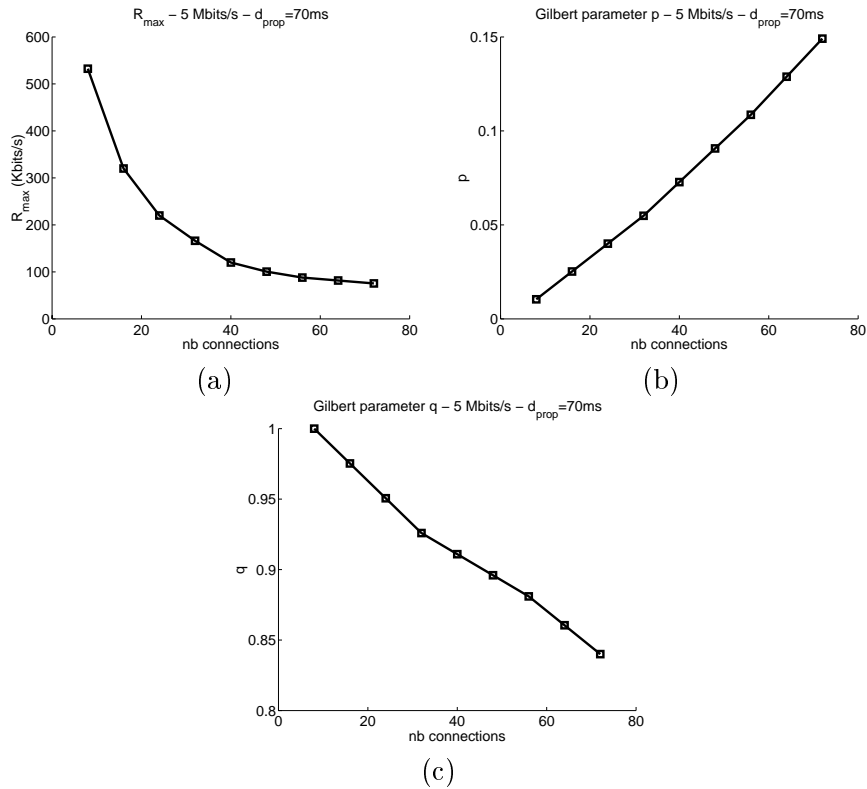 R_max – 5 Mbits/s – d_prop=70ms
600
500
400
300
200
100
0
R_max (Kbits/s)
0 20 40 60 80
nb connections
(a)
Gilbert parameter p – 5 Mbits/s – d_prop=70ms
0.15
0.1
0.05
0
p
0 20 40 60 80
nb connections
(b)
Gilbert parameter q – 5 Mbits/s – d_prop=70ms
1
0.95
0.9
0.85
0.8
q
0 20 40 60 80
nb connections
(c)